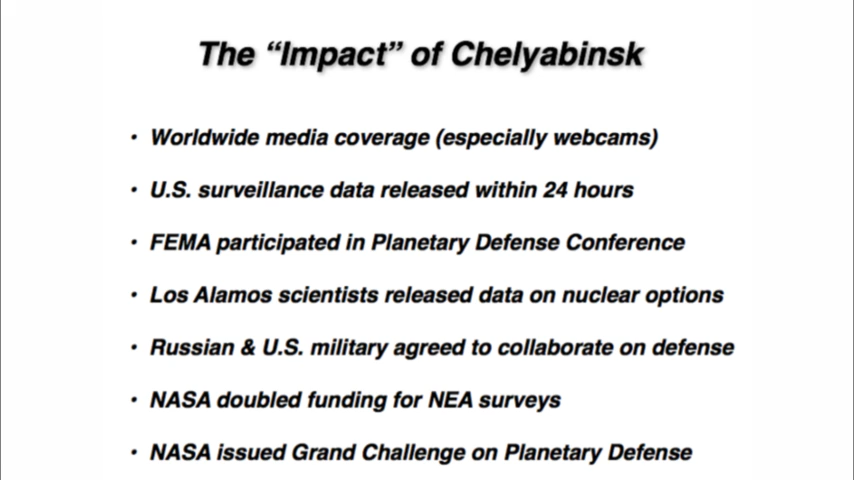 The “Impact” of Chelyabinsk
• Worldwide media coverage (especially webcams)
• U.S. surveillance data released within 24 hours
• FEMA participated in Planetary Defense Conference
• Los Alamos scientists released data on nuclear options
• Russian & U.S. military agreed to collaborate on defense
• NASA doubled funding for NEA surveys
• NASA issued Grand Challenge on Planetary Defense